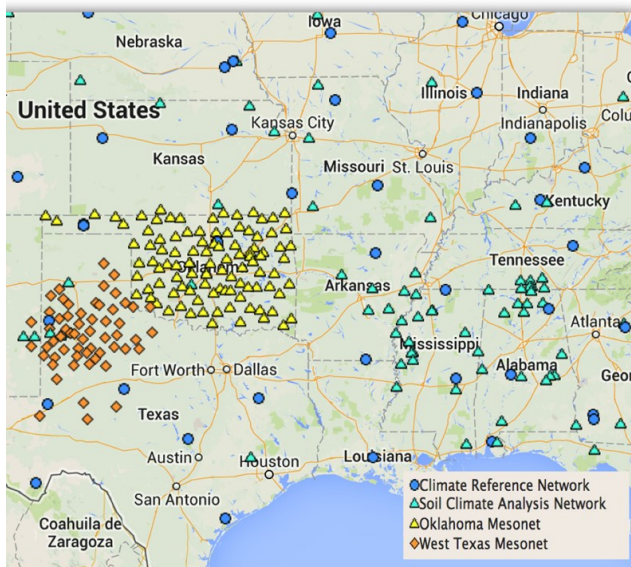 Iowa
Chicago
Nebraska
Illinois
Indiana
United States
Kansas City
Indianapolis
Kansas
Missouri
St. Louis
Kentucky
Tennessee
Arkansas
Atlanta
Mississippi
Fort Worth
Dallas
Alabama
Texas
Austin
Houston
Louisiana
San Antonio
Climate Reference Network
Soil Climate Analysis Network
Oklahoma Mesonet
West Texas Mesonet
Coahuila de
Zaragoza